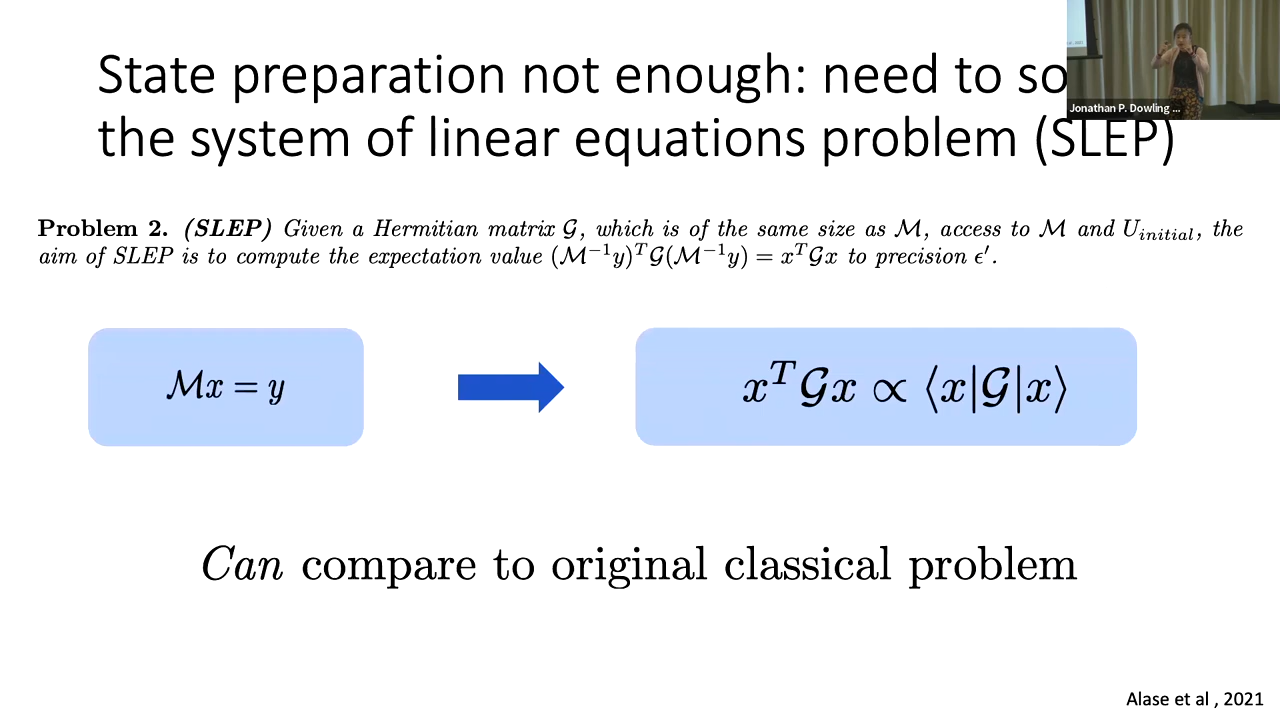 State preparation not enough: need to so
the system of linear equations problem (SLEP)
Jonathan P. Dowling ...
Problem 2. (SLEP) Given a Hermitian matrix 𝒢, which is of the same size as ℳ, access to ℳ and U_{initial}, the
aim of SLEP is to compute the expectation value (ℳ⁻¹y)ᵀ𝒢(ℳ⁻¹y) = xᵀ𝒢x to precision ϵ′.
ℳx = y
xᵀ𝒢x ∝ ⟨x|𝒢|x⟩
Can compare to original classical problem
Alase et al , 2021